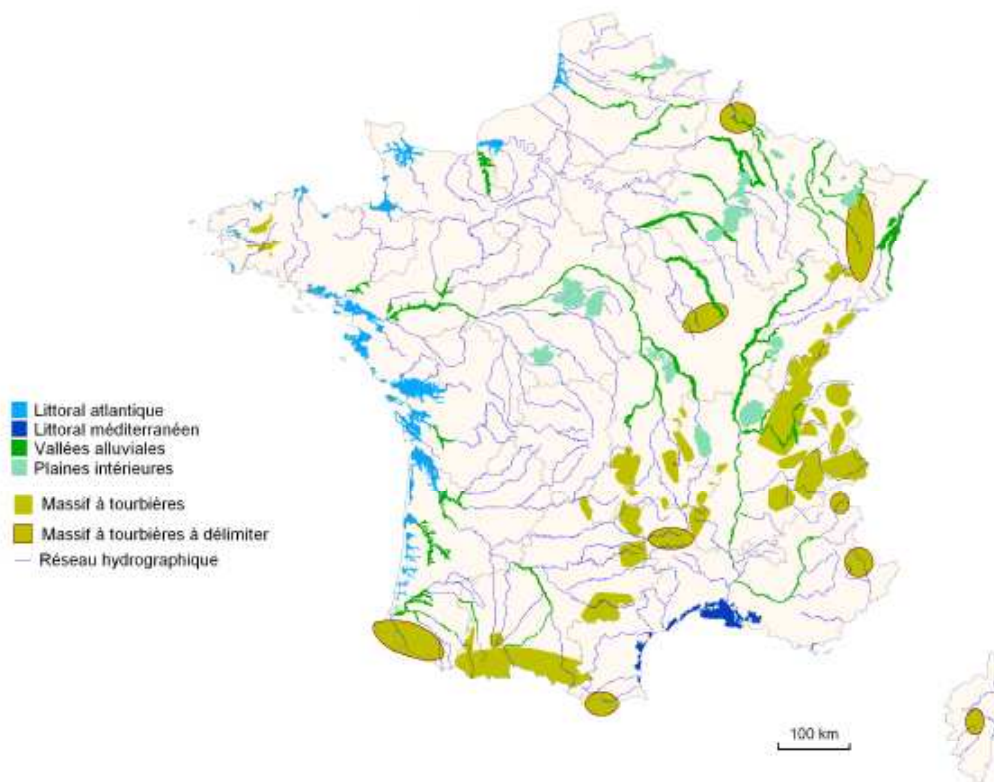 Littoral atlantique
Littoral méditerranéen
Vallées alluviales
Plaines intérieures
Massif à tourbières
Massif à tourbières à délimiter
Réseau hydrographique
100 km